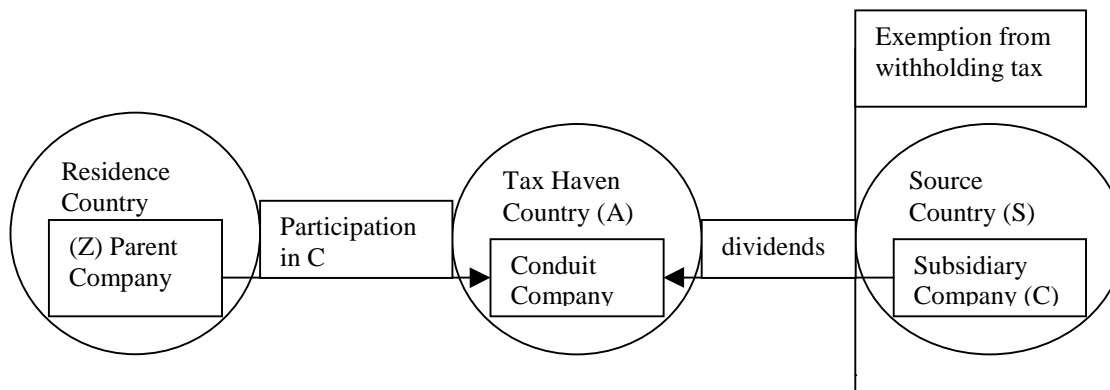 Exemption from
withholding tax
Residence
Country
(Z) Parent
Company
Participation
in C
Tax Haven
Country (A)
Conduit
Company
dividends
Source
Country (S)
Subsidiary
Company (C)